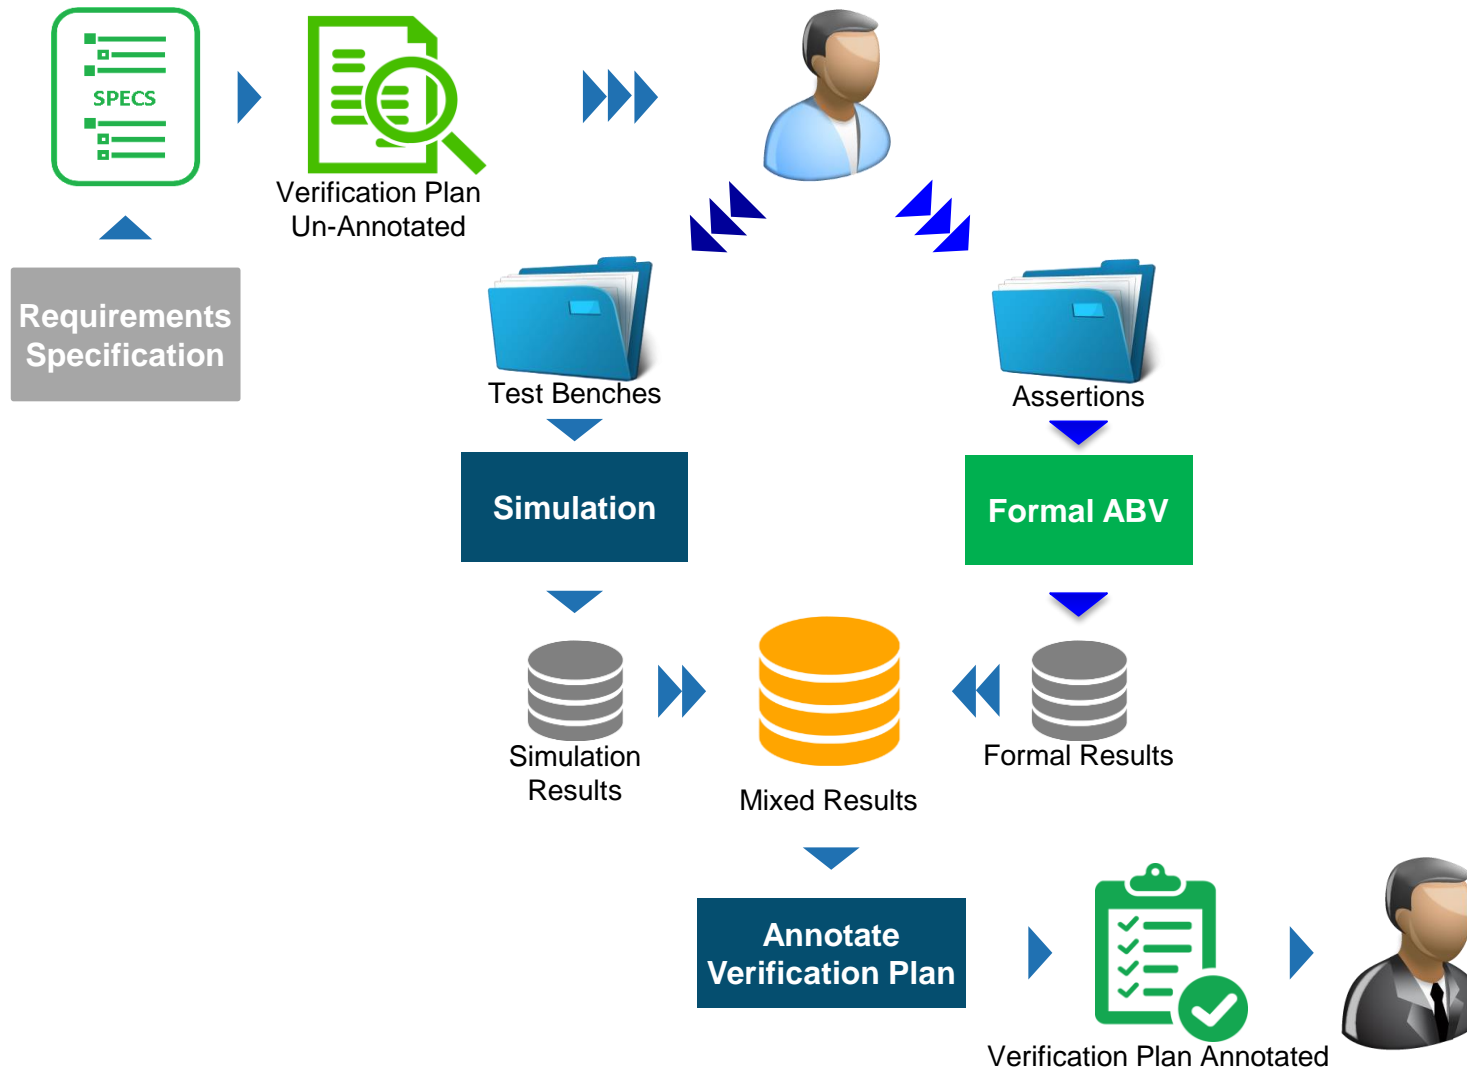 SPECS
Verification Plan
Un-Annotated
Requirements
Specification
Test Benches
Assertions
Simulation
Formal ABV
Simulation
Results
Mixed Results
Formal Results
Annotate
Verification Plan
Verification Plan Annotated